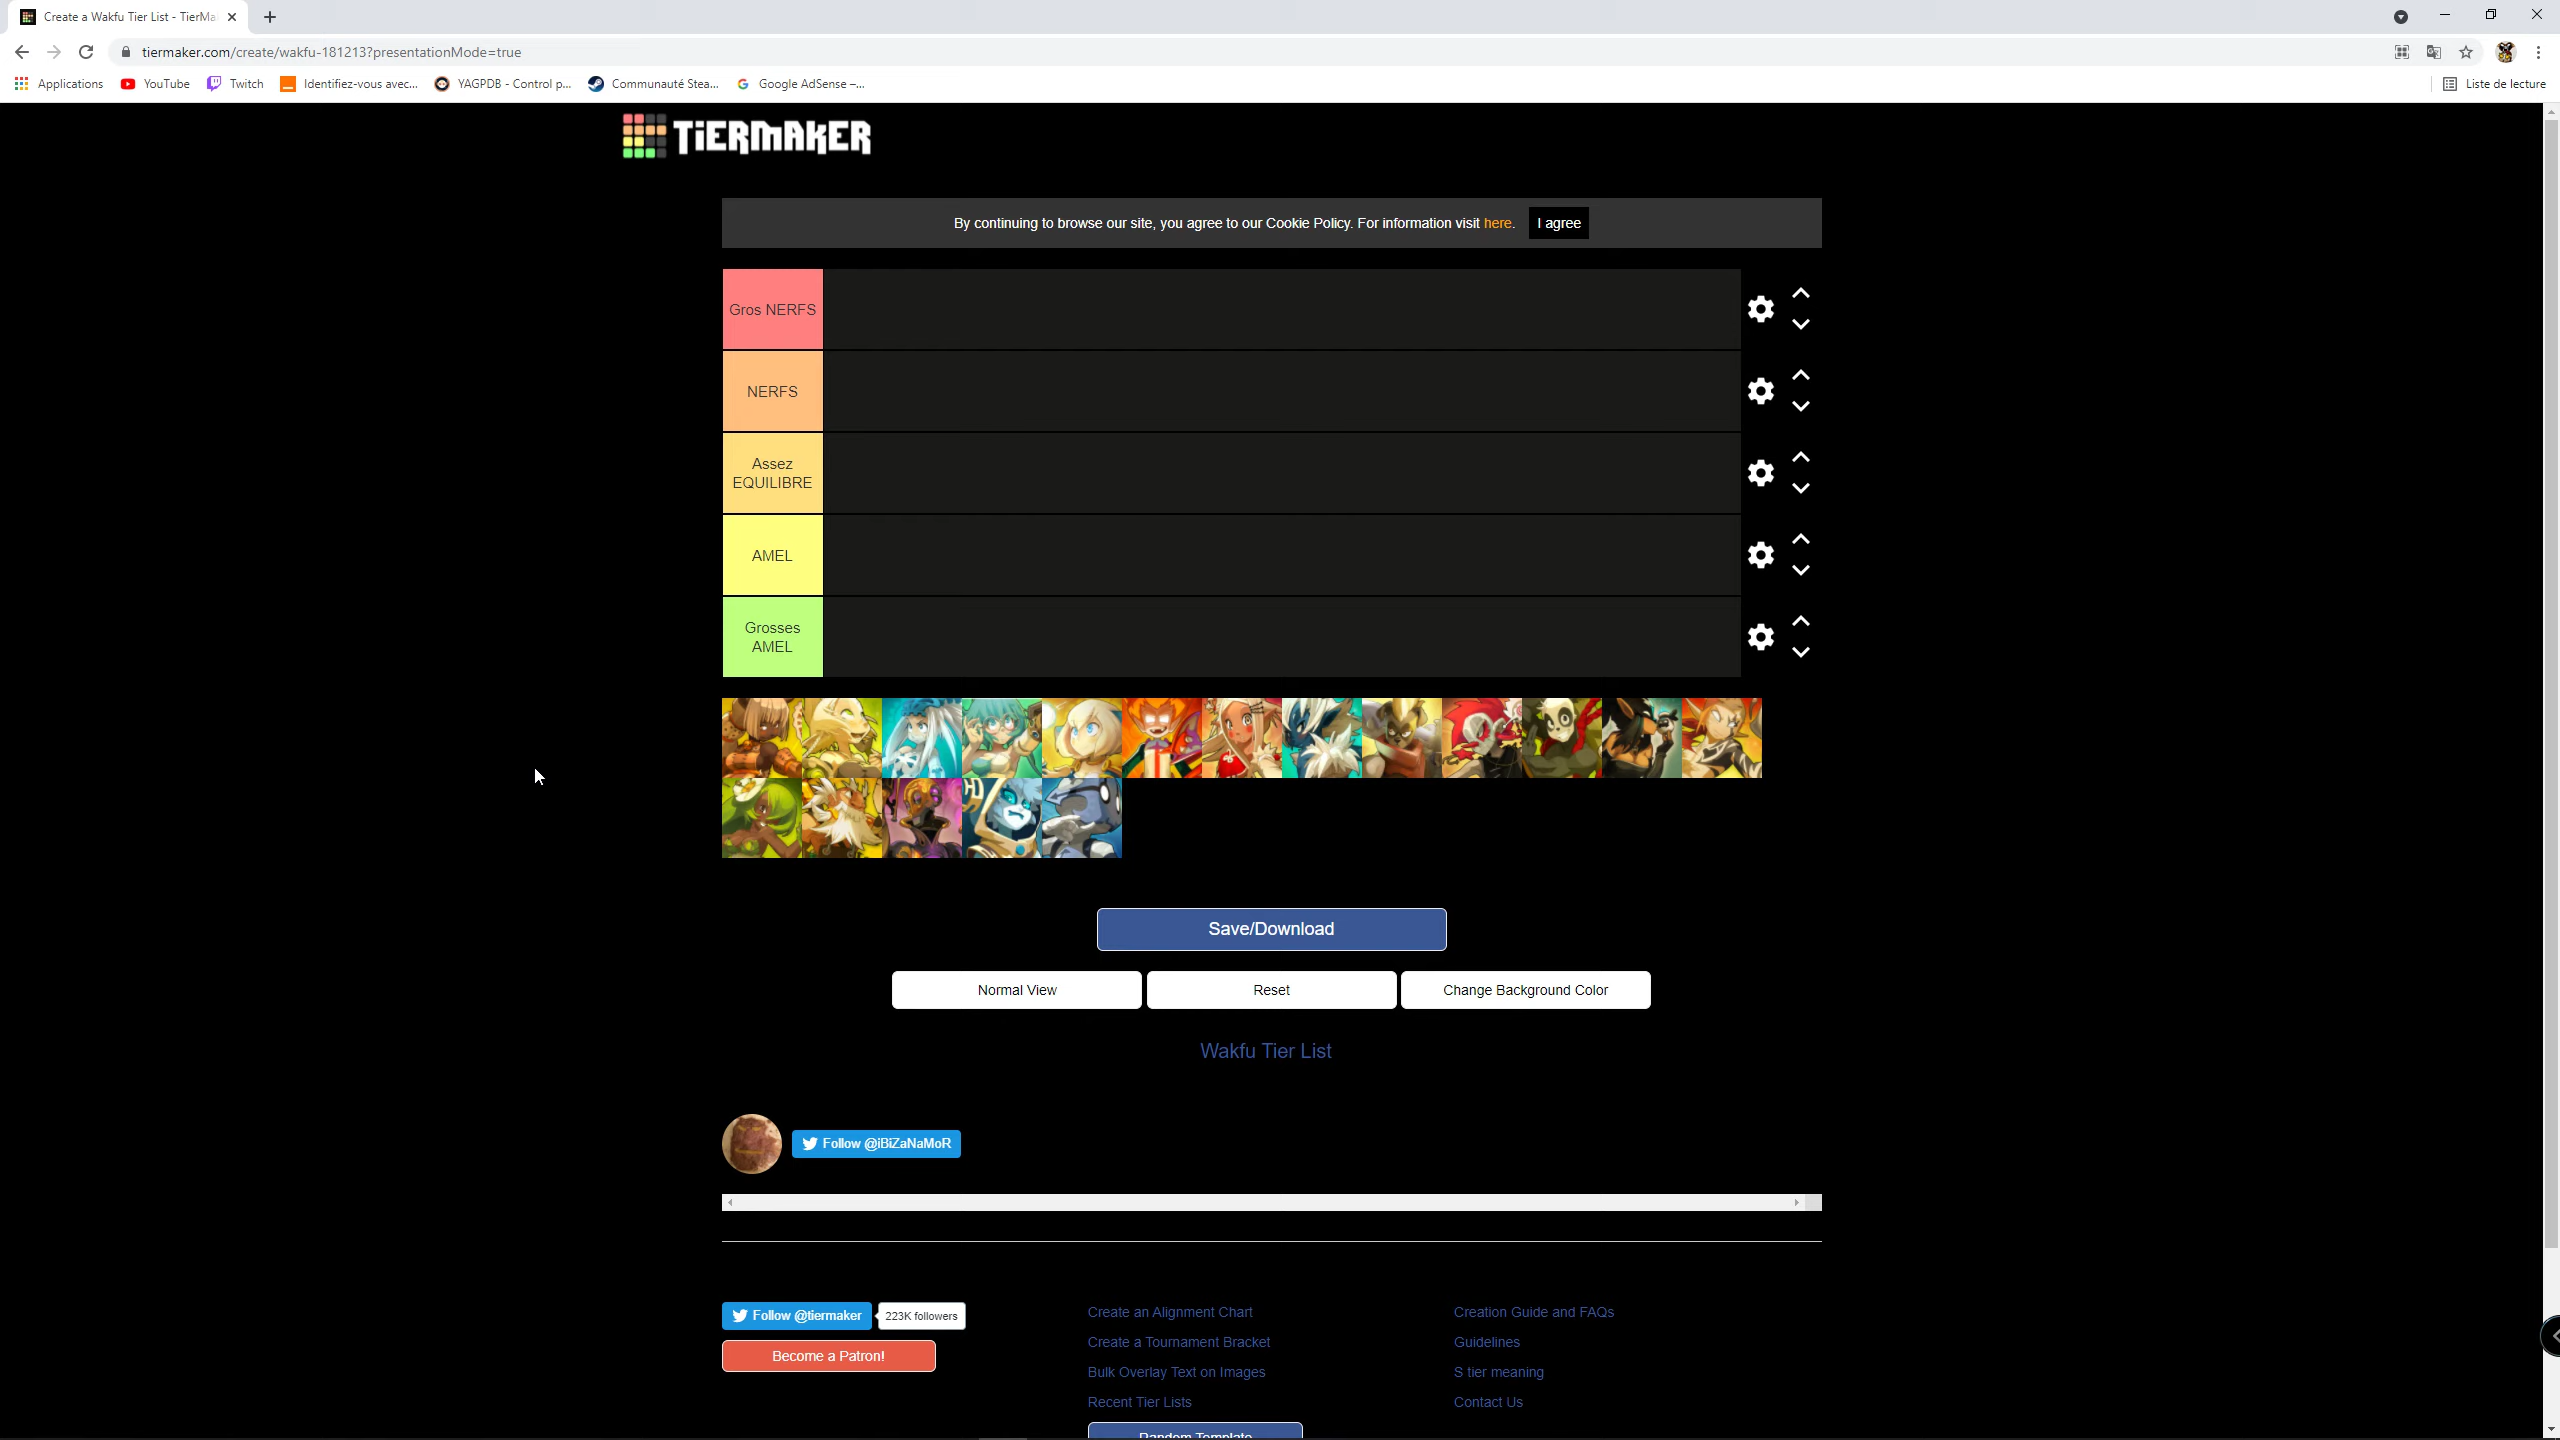 Create a Wakfu Tier List - TierMa
tiermaker.com/create/wakfu-181213?presentationMode=true
Applications YouTube Twitch Identifiez-vous avec... YAGPDB - Control p... Communauté Stea... Google AdSense –... Liste de lecture
TiERMAKER
By continuing to browse our site, you agree to our Cookie Policy. For information visit here. I agree
Gros NERFS
NERFS
Assez
EQUILIBRE
AMEL
Grosses
AMEL
Save/Download
Normal View Reset Change Background Color
Wakfu Tier List
Follow @iBiZaNaMoR
Follow @tiermaker 223K followers
Become a Patron!
Create an Alignment Chart
Create a Tournament Bracket
Bulk Overlay Text on Images
Recent Tier Lists
Random Template
Creation Guide and FAQs
Guidelines
S tier meaning
Contact Us